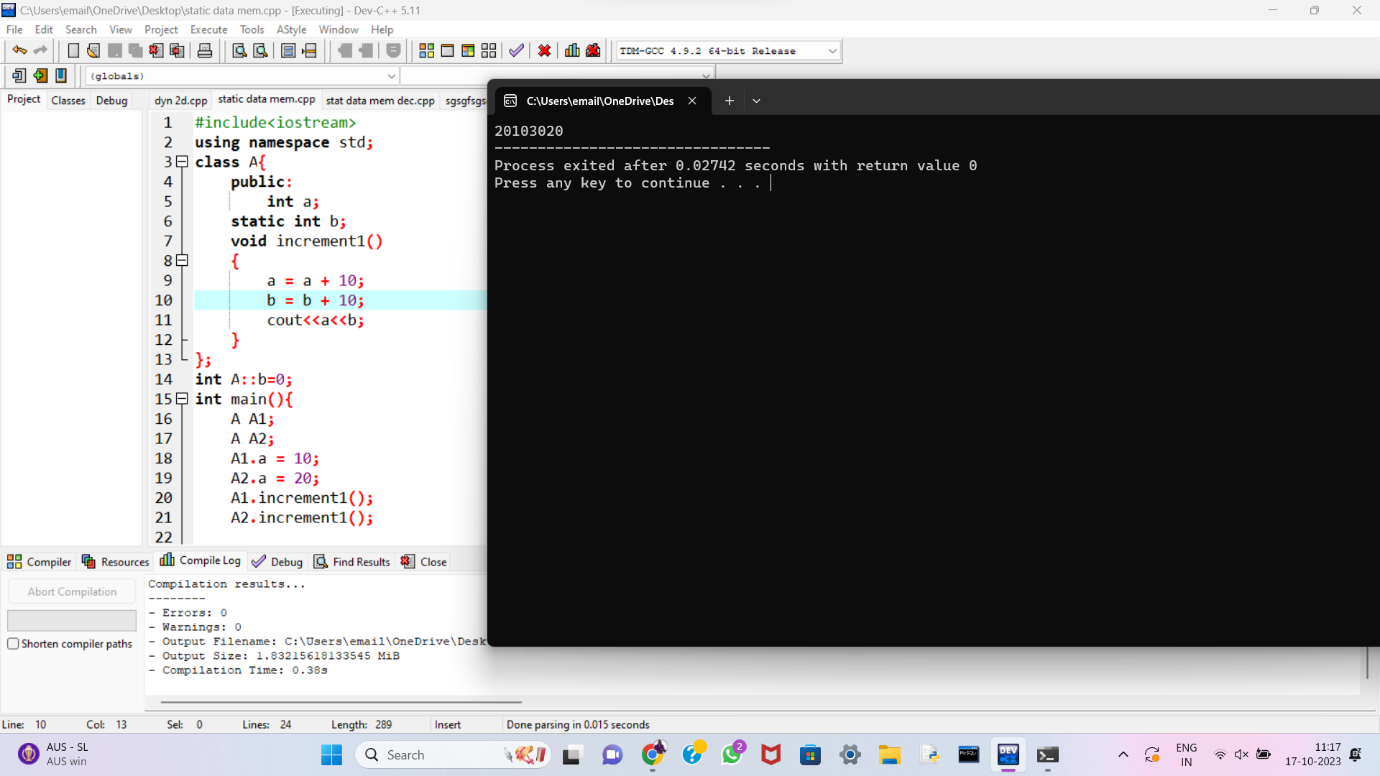 C:\Users\email\OneDrive\Desktop\static data mem.cpp - [Executing] - Dev-C++ 5.11
File Edit Search View Project Execute Tools AStyle Window Help
TDM-GCC 4.9.2 64-bit Release
(globals)
Project Classes Debug dyn 2d.cpp static data mem.cpp stat data mem dec.cpp sgsgfsgs
1 #include<iostream>
2 using namespace std;
3 class A{
4 public:
5 int a;
6 static int b;
7 void increment1()
8 {
9 a = a + 10;
10 b = b + 10;
11 cout<<a<<b;
12 }
13 };
14 int A::b=0;
15 int main(){
16 A A1;
17 A A2;
18 A1.a = 10;
19 A2.a = 20;
20 A1.increment1();
21 A2.increment1();
22
C:\Users\email\OneDrive\Des
20103020
--------------------------------
Process exited after 0.02742 seconds with return value 0
Press any key to continue . . .
Compiler Resources Compile Log Debug Find Results Close
Abort Compilation
Shorten compiler paths
Compilation results...
--------
- Errors: 0
- Warnings: 0
- Output Filename: C:\Users\email\OneDrive\Desk
- Output Size: 1.83215618133545 MiB
- Compilation Time: 0.38s
Line: 10 Col: 13 Sel: 0 Lines: 24 Length: 289 Insert Done parsing in 0.015 seconds
AUS - SL
AUS win
Search
2
DEV
ENG
IN
11:17
17-10-2023